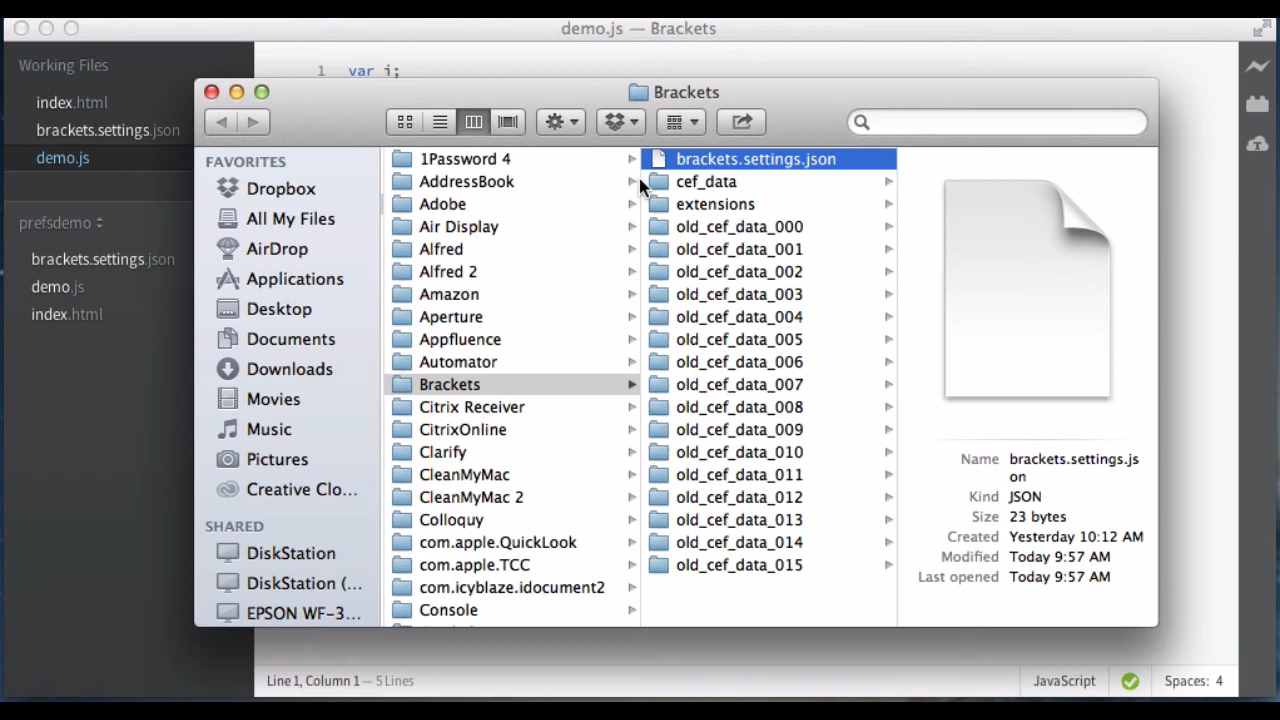 demo.js — Brackets
Working Files
index.html
brackets.settings.json
demo.js
prefsdemo
brackets.settings.json
demo.js
index.html
1 var i;
Brackets
FAVORITES
Dropbox
All My Files
AirDrop
Applications
Desktop
Documents
Downloads
Movies
Music
Pictures
Creative Clo...
SHARED
DiskStation
DiskStation (...
EPSON WF-3...
1Password 4
AddressBook
Adobe
Air Display
Alfred
Alfred 2
Amazon
Aperture
Appfluence
Automator
Brackets
Citrix Receiver
CitrixOnline
Clarify
CleanMyMac
CleanMyMac 2
Colloquy
com.apple.QuickLook
com.apple.TCC
com.icyblaze.idocument2
Console
brackets.settings.json
cef_data
extensions
old_cef_data_000
old_cef_data_001
old_cef_data_002
old_cef_data_003
old_cef_data_004
old_cef_data_005
old_cef_data_006
old_cef_data_007
old_cef_data_008
old_cef_data_009
old_cef_data_010
old_cef_data_011
old_cef_data_012
old_cef_data_013
old_cef_data_014
old_cef_data_015
Name brackets.settings.js
on
Kind JSON
Size 23 bytes
Created Yesterday 10:12 AM
Modified Today 9:57 AM
Last opened Today 9:57 AM
Line 1, Column 1 — 5 Lines
JavaScript
Spaces: 4